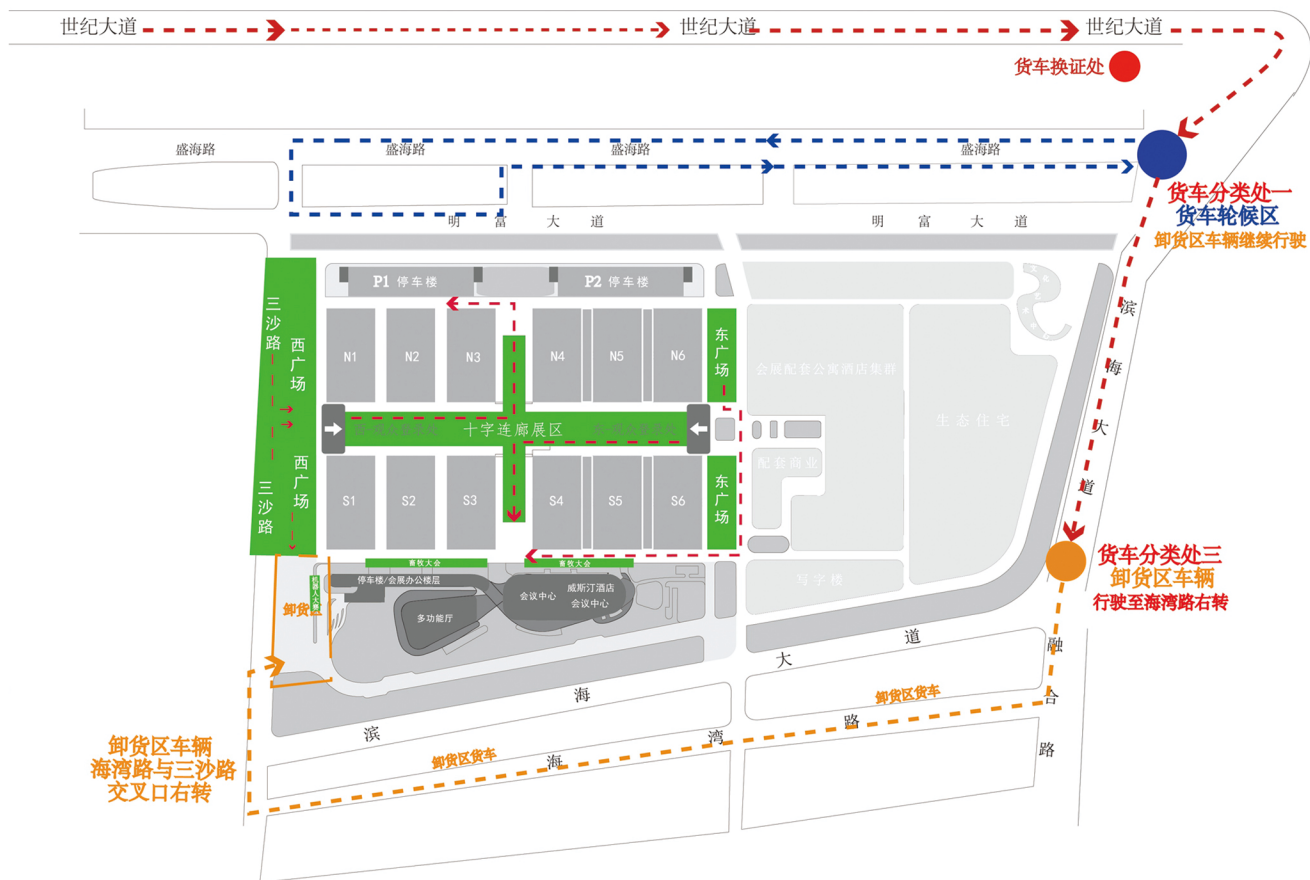 世纪大道
世纪大道
世纪大道
货车换证处
盛海路
盛海路
盛海路
盛海路
货车分类处一
货车轮候区
卸货区车辆继续行驶
明富大道
明富大道
P1 停车楼
P2 停车楼
三沙路
西广场
N1
N2
N3
N4
N5
N6
东广场
会展配套公寓酒店集群
生态住宅
滨海大道
十字连廊展区
配套商业
三沙路
西广场
S1
S2
S3
S4
S5
S6
东广场
畜牧大会
畜牧大会
货车分类处三
卸货区车辆
行驶至海湾路右转
停车楼/会展办公楼层
会议中心
威斯汀酒店
会议中心
多功能厅
写字楼
卸货区
滨海大道
融合路
卸货区货车
卸货区货车
海湾路
卸货区车辆
海湾路与三沙路
交叉口右转